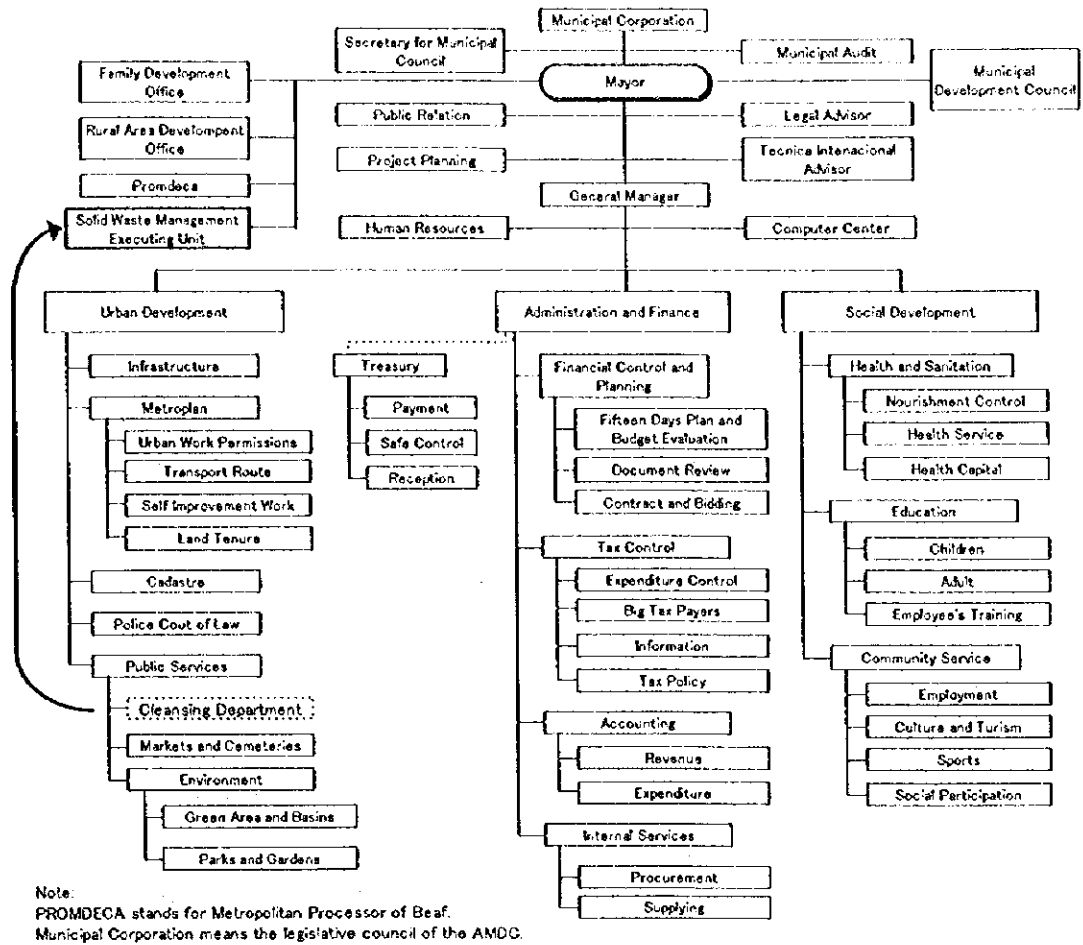 Municipal Corporation
Secretary for Municipal
Council
Municipal Audit
Family Development
Office
Mayor
Municipal
Development Council
Public Relation
Legal Advisor
Rural Area Development
Office
Project Planning
Tecnica Internacional
Advisor
Promdeca
General Manager
Solid Waste Management
Executing Unit
Human Resources
Computer Center
Urban Development
Administration and Finance
Social Development
Infrastructure
Metroplan
Urban Work Permissions
Transport Route
Self Improvement Work
Land Tenure
Cadastre
Police Cout of Law
Public Services
Cleansing Department
Markets and Cemeteries
Environment
Green Area and Basins
Parks and Gardens
Treasury
Payment
Safe Control
Reception
Financial Control and
Planning
Fifteen Days Plan and
Budget Evaluation
Document Review
Contract and Bidding
Tax Control
Expenditure Control
Big Tax Payers
Information
Tax Policy
Accounting
Revenue
Expenditure
Internal Services
Procurement
Supplying
Health and Sanitation
Nourishment Control
Health Service
Health Capital
Education
Children
Adult
Employee's Training
Community Service
Employment
Culture and Turism
Sports
Social Participation
Note:
PROMDECA stands for Metropolitan Processor of Beaf.
Municipal Corporation means the legislative council of the AMDC.